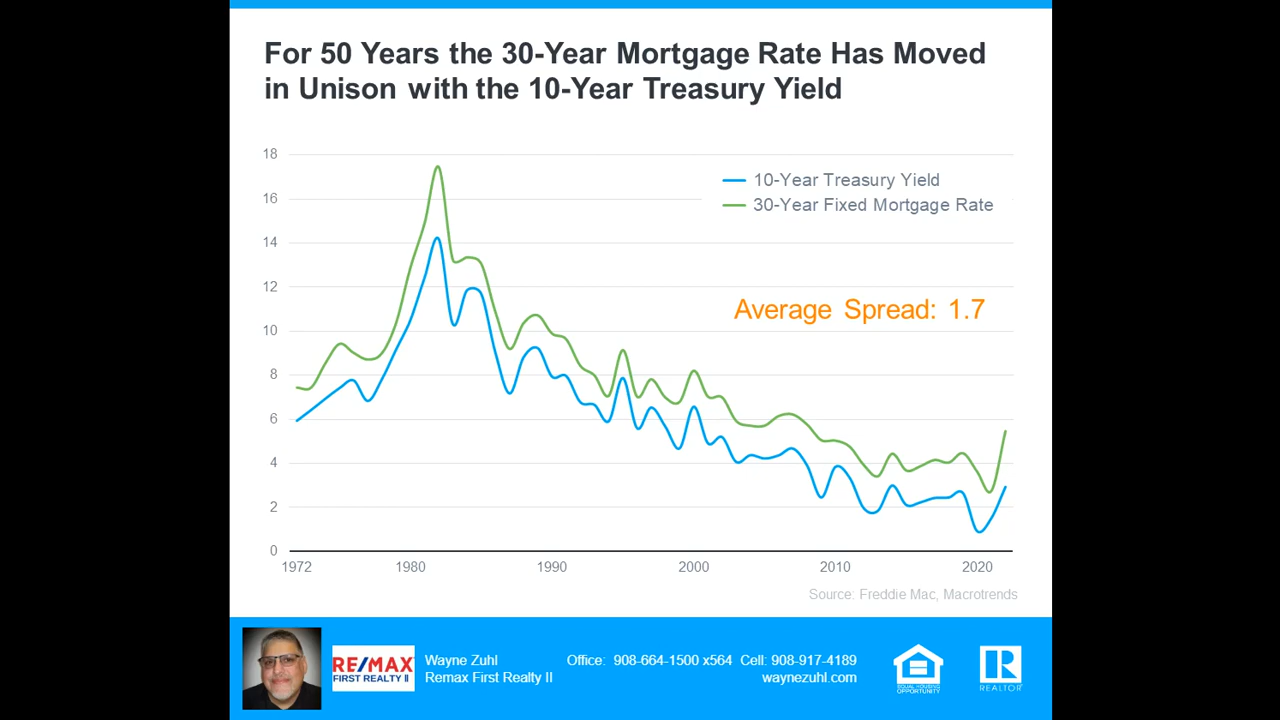 For 50 Years the 30-Year Mortgage Rate Has Moved
in Unison with the 10-Year Treasury Yield
18
16
14
12
10
8
6
4
2
0
10-Year Treasury Yield
30-Year Fixed Mortgage Rate
Average Spread: 1.7
1972 1980 1990 2000 2010 2020
Source: Freddie Mac, Macrotrends
RE/MAX
FIRST REALTY II
Wayne Zuhl
Remax First Realty II
Office: 908-664-1500 x564 Cell: 908-917-4189
waynezuhl.com
EQUAL HOUSING
OPPORTUNITY
R
REALTOR®